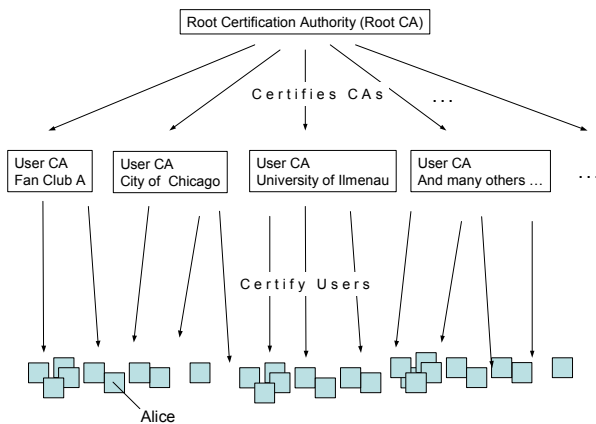 Root Certification Authority (Root CA)
Certifies CAs
...
User CA
Fan Club A
User CA
City of Chicago
User CA
University of Ilmenau
User CA
And many others ...
...
Certify Users
Alice